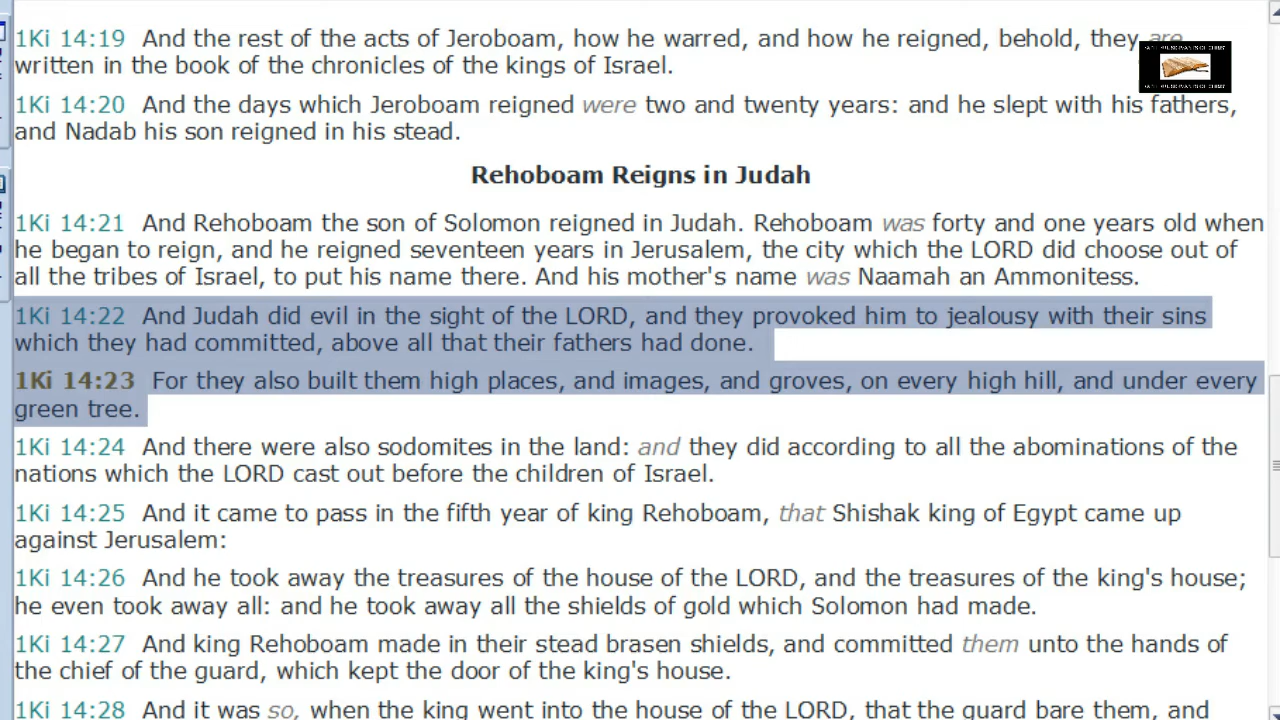 1Ki 14:19 And the rest of the acts of Jeroboam, how he warred, and how he reigned, behold, they are
written in the book of the chronicles of the kings of Israel.
1Ki 14:20 And the days which Jeroboam reigned were two and twenty years: and he slept with his fathers,
and Nadab his son reigned in his stead.
Rehoboam Reigns in Judah
1Ki 14:21 And Rehoboam the son of Solomon reigned in Judah. Rehoboam was forty and one years old when
he began to reign, and he reigned seventeen years in Jerusalem, the city which the LORD did choose out of
all the tribes of Israel, to put his name there. And his mother's name was Naamah an Ammonitess.
1Ki 14:22 And Judah did evil in the sight of the LORD, and they provoked him to jealousy with their sins
which they had committed, above all that their fathers had done.
1Ki 14:23 For they also built them high places, and images, and groves, on every high hill, and under every
green tree.
1Ki 14:24 And there were also sodomites in the land: and they did according to all the abominations of the
nations which the LORD cast out before the children of Israel.
1Ki 14:25 And it came to pass in the fifth year of king Rehoboam, that Shishak king of Egypt came up
against Jerusalem:
1Ki 14:26 And he took away the treasures of the house of the LORD, and the treasures of the king's house;
he even took away all: and he took away all the shields of gold which Solomon had made.
1Ki 14:27 And king Rehoboam made in their stead brasen shields, and committed them unto the hands of
the chief of the guard, which kept the door of the king's house.
1Ki 14:28 And it was so, when the king went into the house of the LORD, that the guard bare them, and